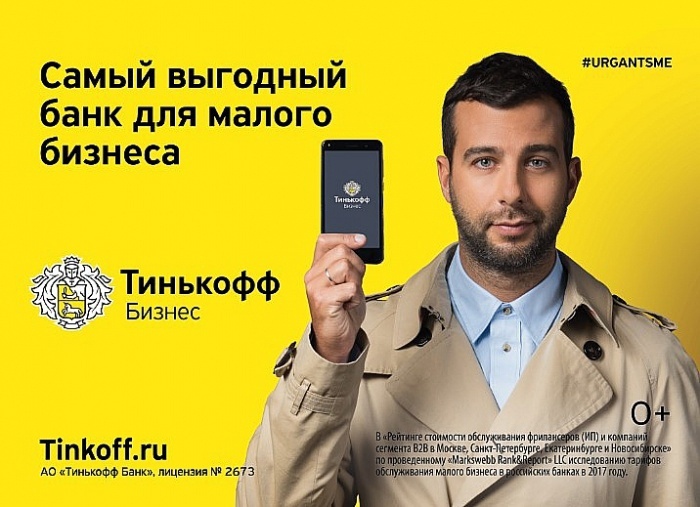 Самый выгодный
банк для малого
бизнеса
#URGANTSME
Тинькофф
Бизнес
Тинькофф
Бизнес
Tinkoff.ru
АО «Тинькофф Банк», лицензия № 2673
0+
В «Рейтинге стоимости обслуживания фрилансеров (ИП) и компаний
сегмента B2B в Москве, Санкт-Петербурге, Екатеринбурге и Новосибирске»
по проведенному «Markswebb Rank&Report» LLC исследованию тарифов
обслуживания малого бизнеса в российских банках в 2017 году.